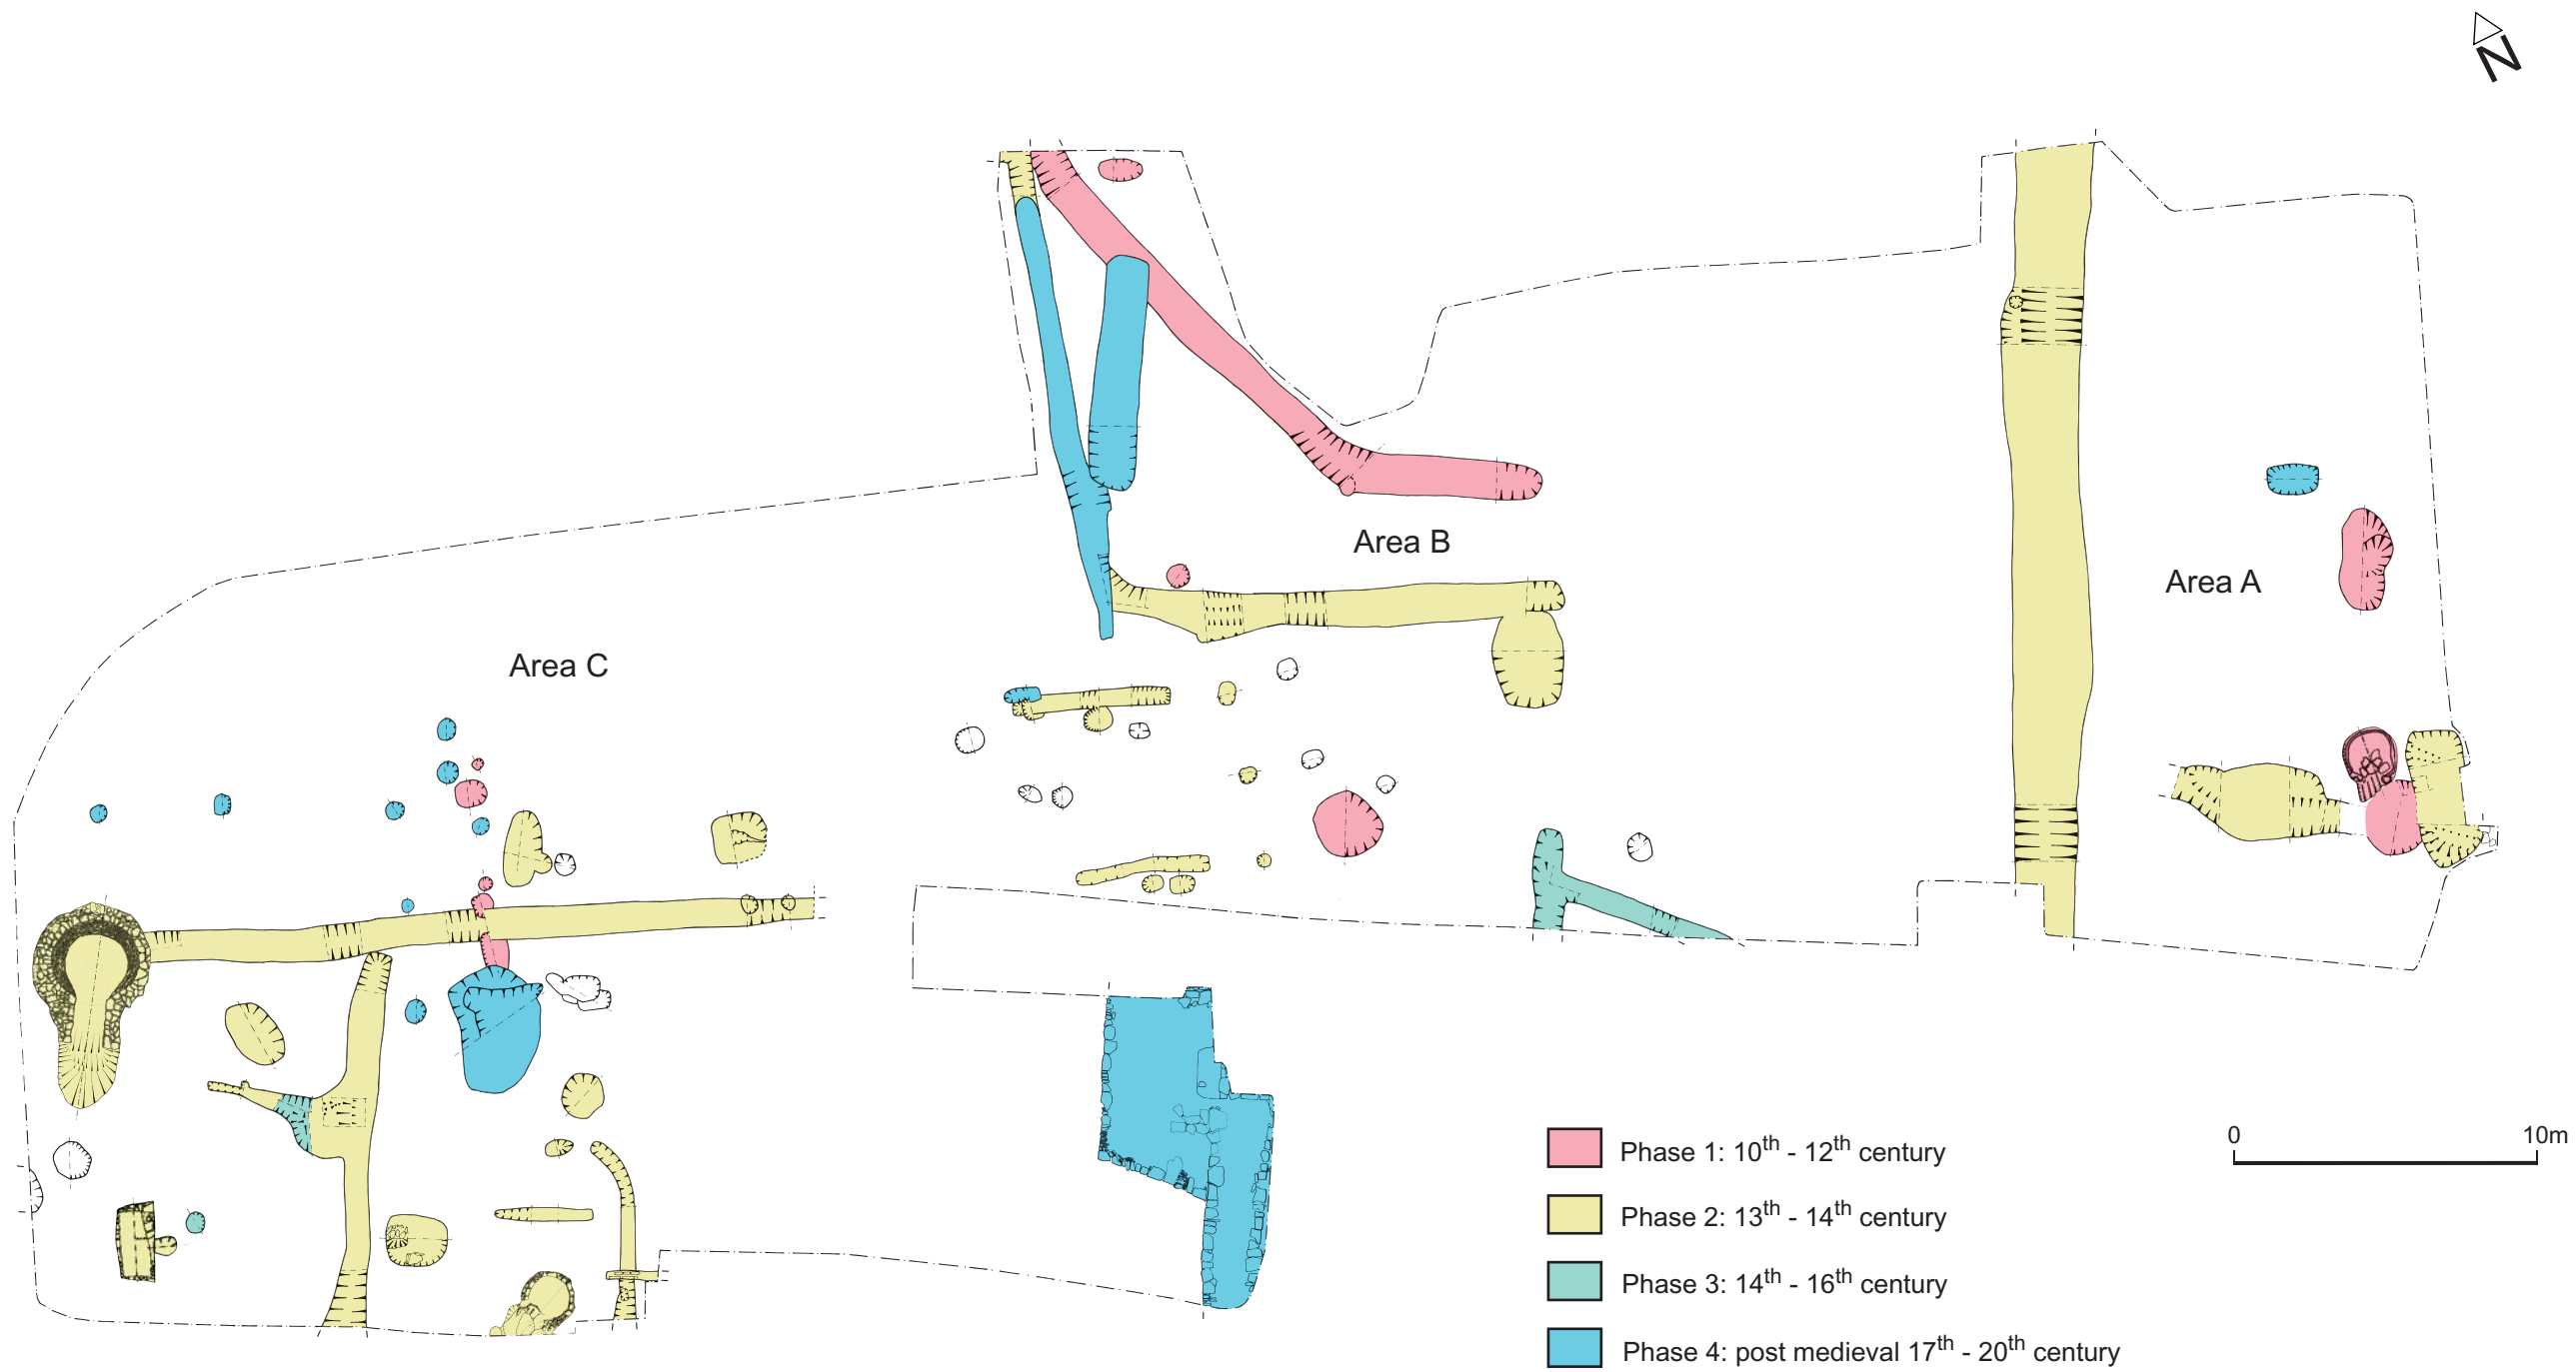 N
Area B
Area A
Area C
0 10m
Phase 1: 10th - 12th century
Phase 2: 13th - 14th century
Phase 3: 14th - 16th century
Phase 4: post medieval 17th - 20th century